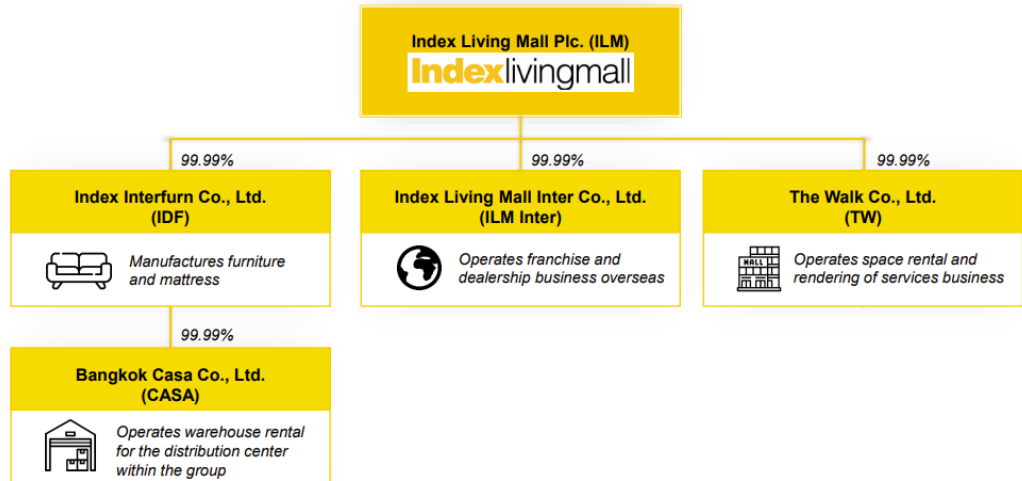 Index Living Mall Plc. (ILM)
Indexlivingmall
99.99%
99.99%
99.99%
Index Interfurn Co., Ltd.
(IDF)
Manufactures furniture
and mattress
Index Living Mall Inter Co., Ltd.
(ILM Inter)
Operates franchise and
dealership business overseas
The Walk Co., Ltd.
(TW)
MALL
Operates space rental and
rendering of services business
99.99%
Bangkok Casa Co., Ltd.
(CASA)
Operates warehouse rental
for the distribution center
within the group